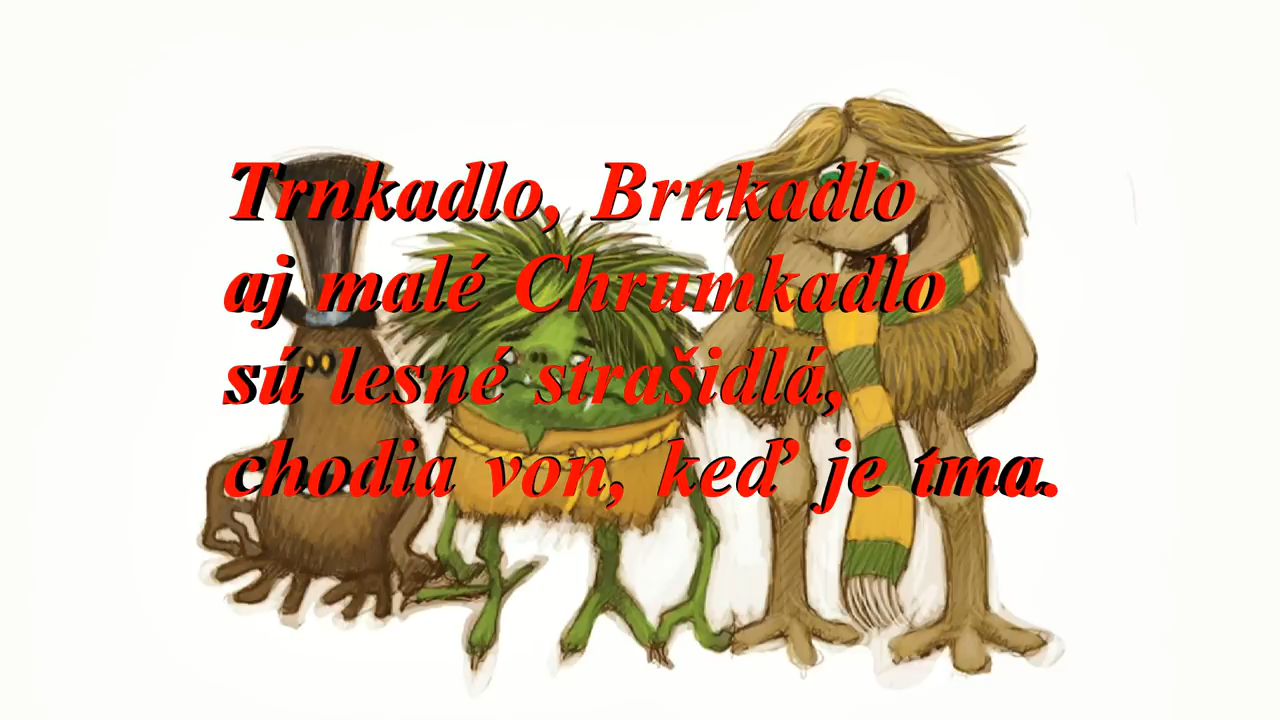 Trnkadlo, Brnkadlo
aj malé Chrumkadlo
sú lesné strašidlá,
chodia von, keď je tma.